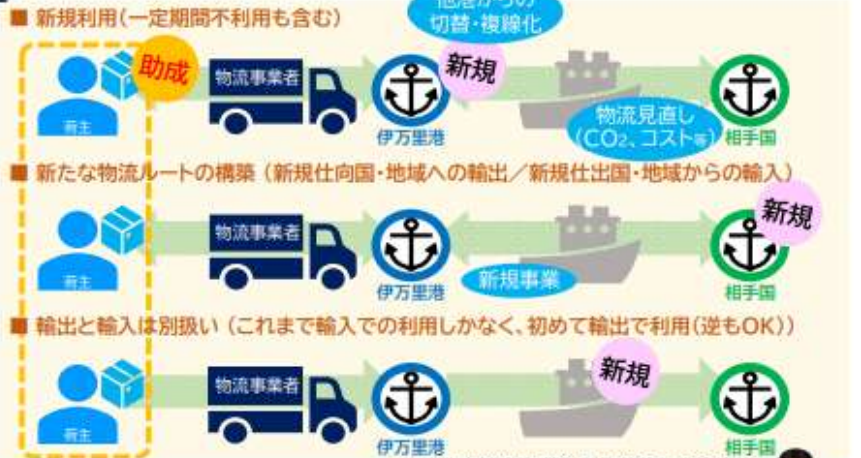 ■ 新規利用(一定期間不利用も含む)
他港からの
切替・複線化
助成
物流事業者
新規
荷主
伊万里港
物流見直し
(CO2、コスト等)
相手国
■ 新たな物流ルートの構築 (新規仕向国・地域への輸出/新規仕出国・地域からの輸入)
新規
物流事業者
荷主
伊万里港
新規事業
相手国
■ 輸出と輸入は別扱い (これまで輸入での利用しかなく、初めて輸出で利用(逆もOK))
新規
物流事業者
荷主
伊万里港
相手国